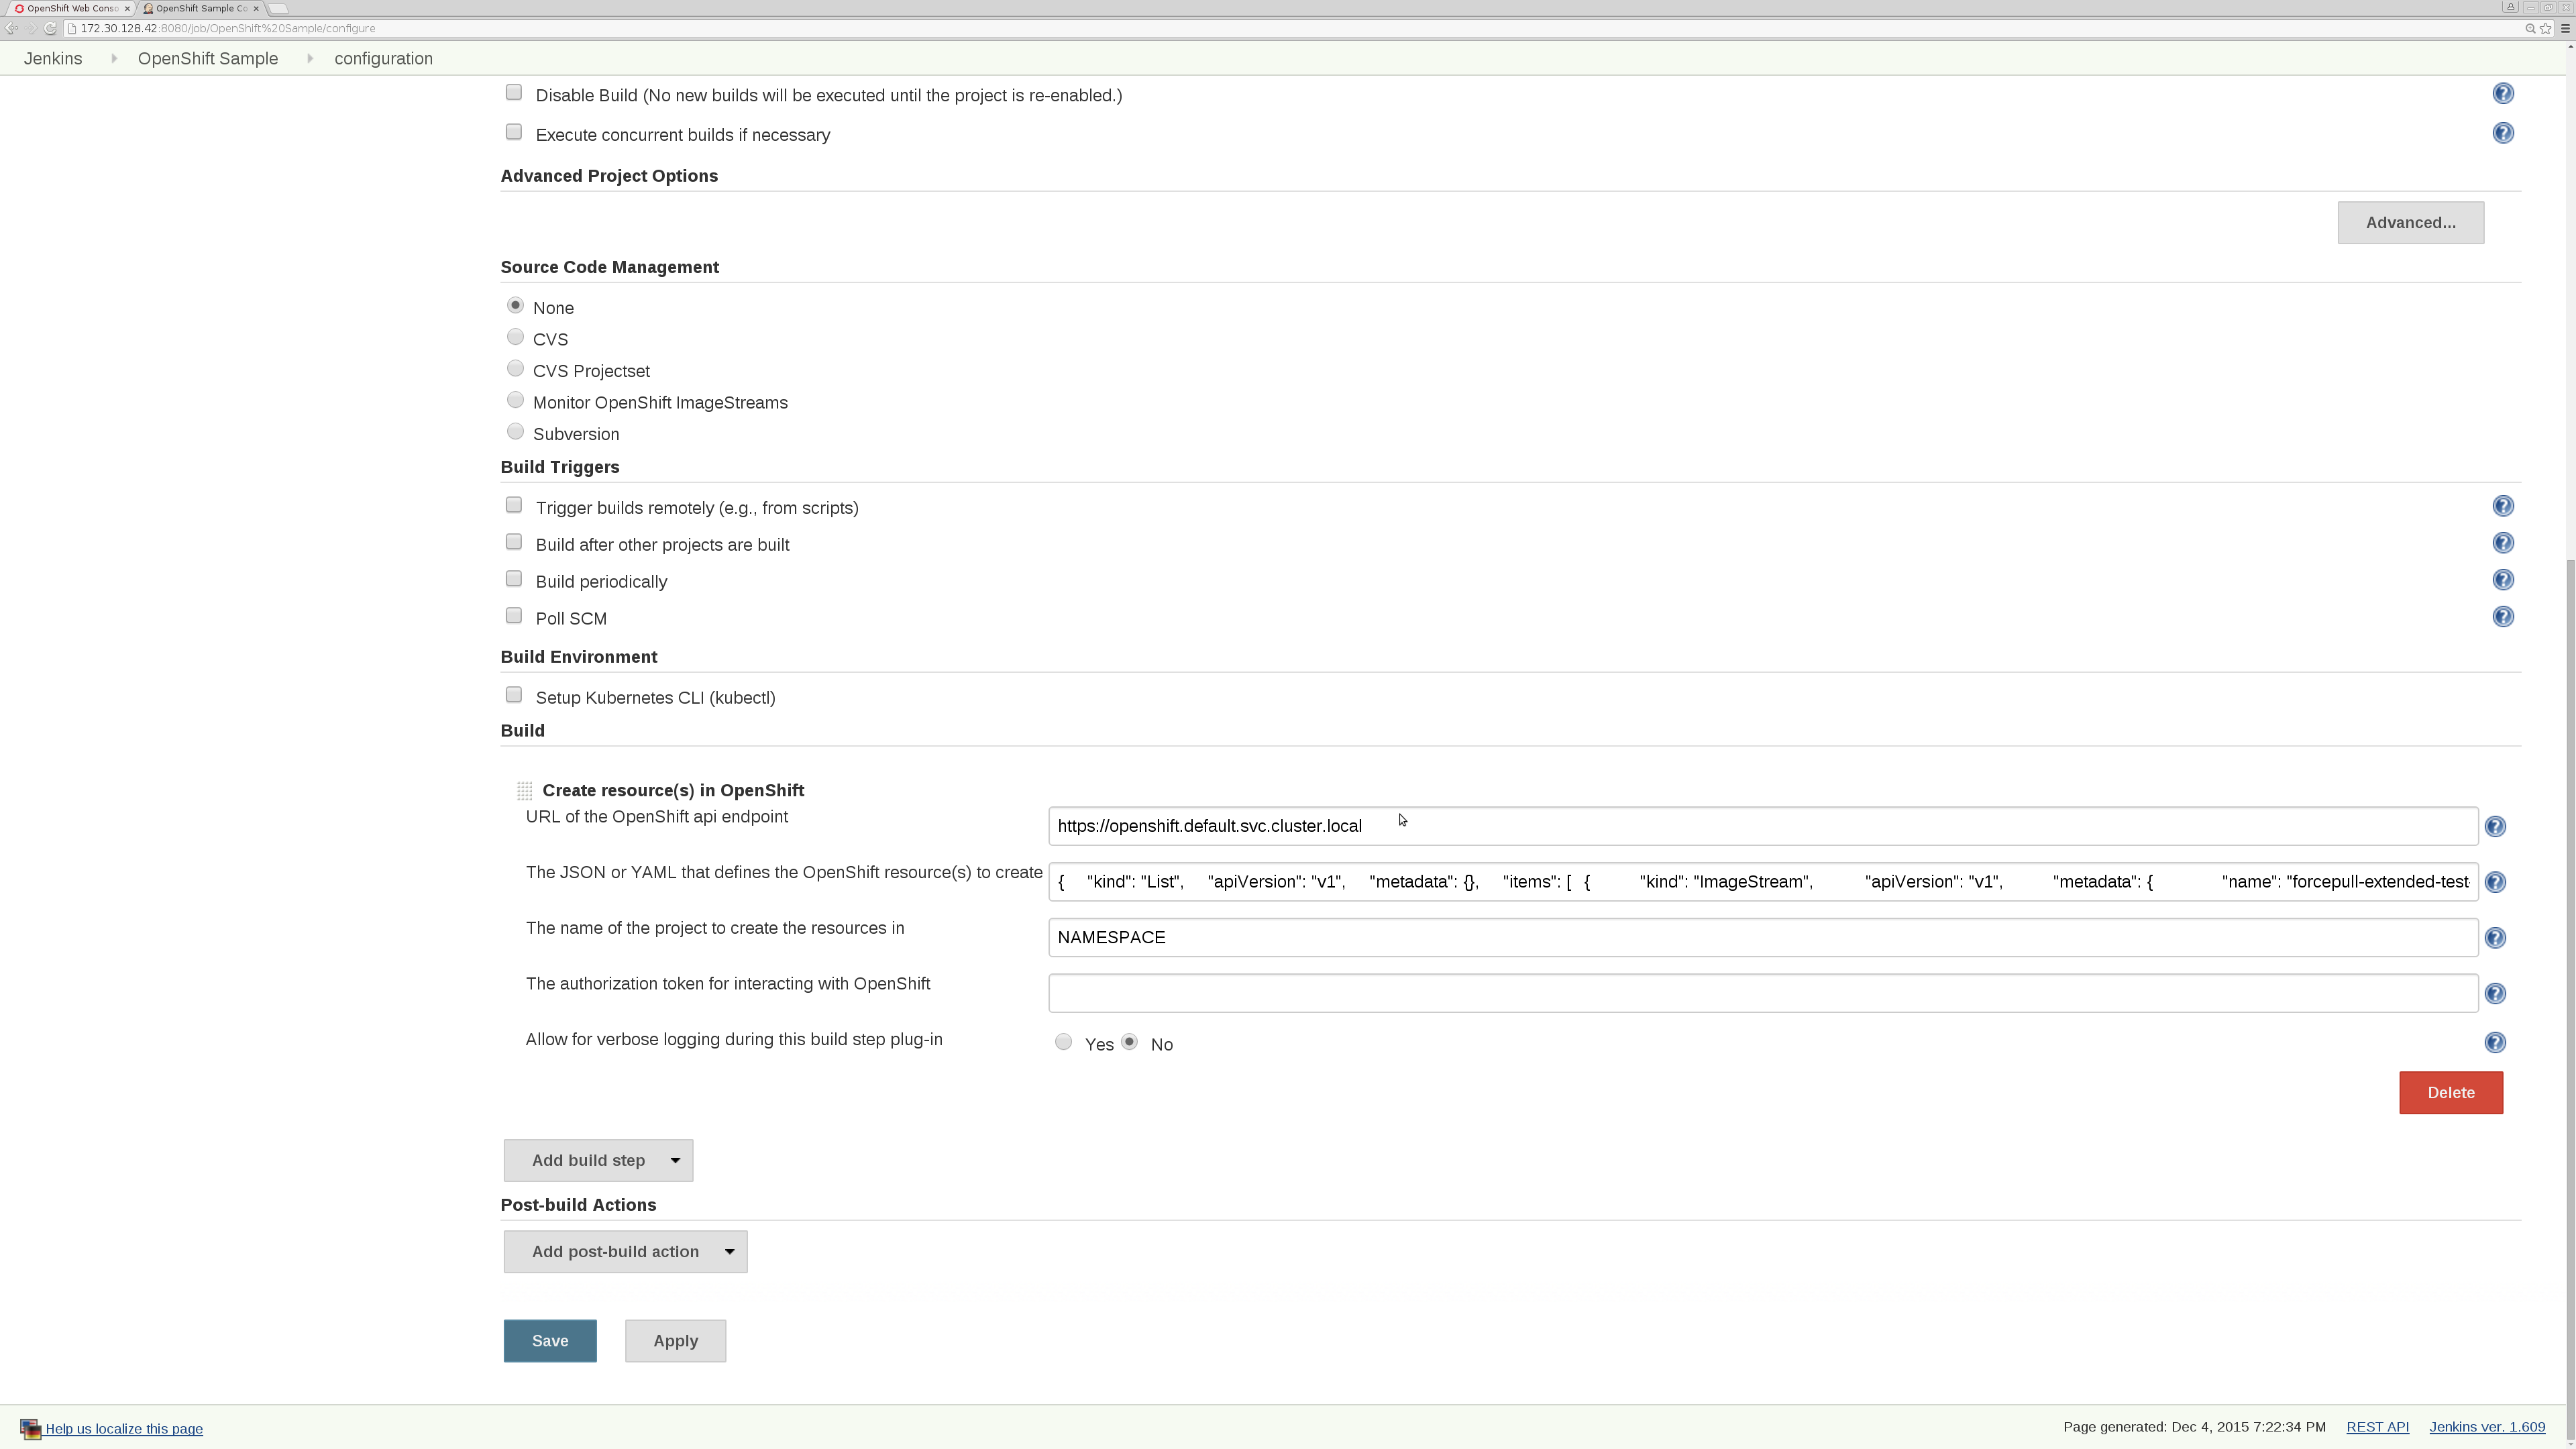 OpenShift Web Conso
OpenShift Sample Co
172.30.128.42:8080/job/OpenShift%20Sample/configure
Jenkins OpenShift Sample configuration
Disable Build (No new builds will be executed until the project is re-enabled.)
Execute concurrent builds if necessary
Advanced Project Options
Advanced...
Source Code Management
None
CVS
CVS Projectset
Monitor OpenShift ImageStreams
Subversion
Build Triggers
Trigger builds remotely (e.g., from scripts)
Build after other projects are built
Build periodically
Poll SCM
Build Environment
Setup Kubernetes CLI (kubectl)
Build
Create resource(s) in OpenShift
URL of the OpenShift api endpoint https://openshift.default.svc.cluster.local
The JSON or YAML that defines the OpenShift resource(s) to create { "kind": "List", "apiVersion": "v1", "metadata": {}, "items": [ { "kind": "ImageStream", "apiVersion": "v1", "metadata": { "name": "forcepull-extended-test-
The name of the project to create the resources in NAMESPACE
The authorization token for interacting with OpenShift
Allow for verbose logging during this build step plug-in Yes No
Delete
Add build step
Post-build Actions
Add post-build action
Save Apply
Help us localize this page Page generated: Dec 4, 2015 7:22:34 PM REST API Jenkins ver. 1.609